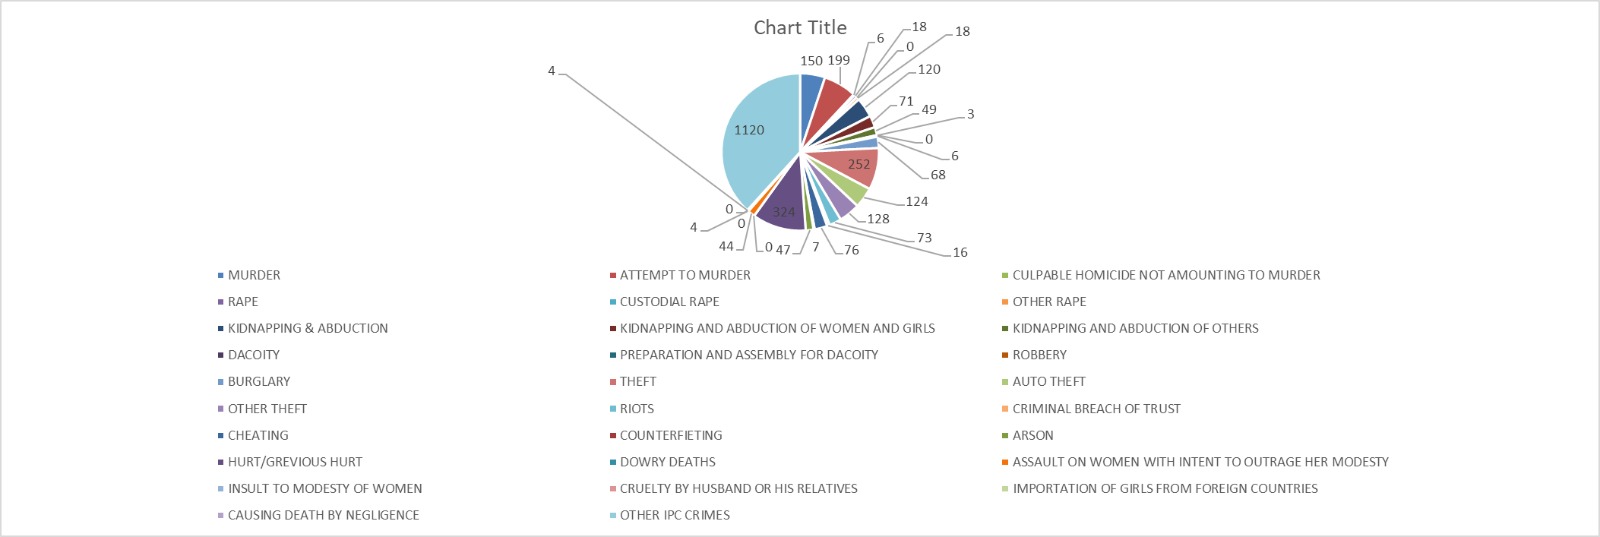 Chart Title
150
199
6
18
0
18
120
71
49
3
0
6
68
252
124
128
73
16
76
7
47
324
0
44
0
4
0
4
1120
MURDER
ATTEMPT TO MURDER
CULPABLE HOMICIDE NOT AMOUNTING TO MURDER
RAPE
CUSTODIAL RAPE
OTHER RAPE
KIDNAPPING & ABDUCTION
KIDNAPPING AND ABDUCTION OF WOMEN AND GIRLS
KIDNAPPING AND ABDUCTION OF OTHERS
DACOITY
PREPARATION AND ASSEMBLY FOR DACOITY
ROBBERY
BURGLARY
THEFT
AUTO THEFT
OTHER THEFT
RIOTS
CRIMINAL BREACH OF TRUST
CHEATING
COUNTERFIETING
ARSON
HURT/GREVIOUS HURT
DOWRY DEATHS
ASSAULT ON WOMEN WITH INTENT TO OUTRAGE HER MODESTY
INSULT TO MODESTY OF WOMEN
CRUELTY BY HUSBAND OR HIS RELATIVES
IMPORTATION OF GIRLS FROM FOREIGN COUNTRIES
CAUSING DEATH BY NEGLIGENCE
OTHER IPC CRIMES